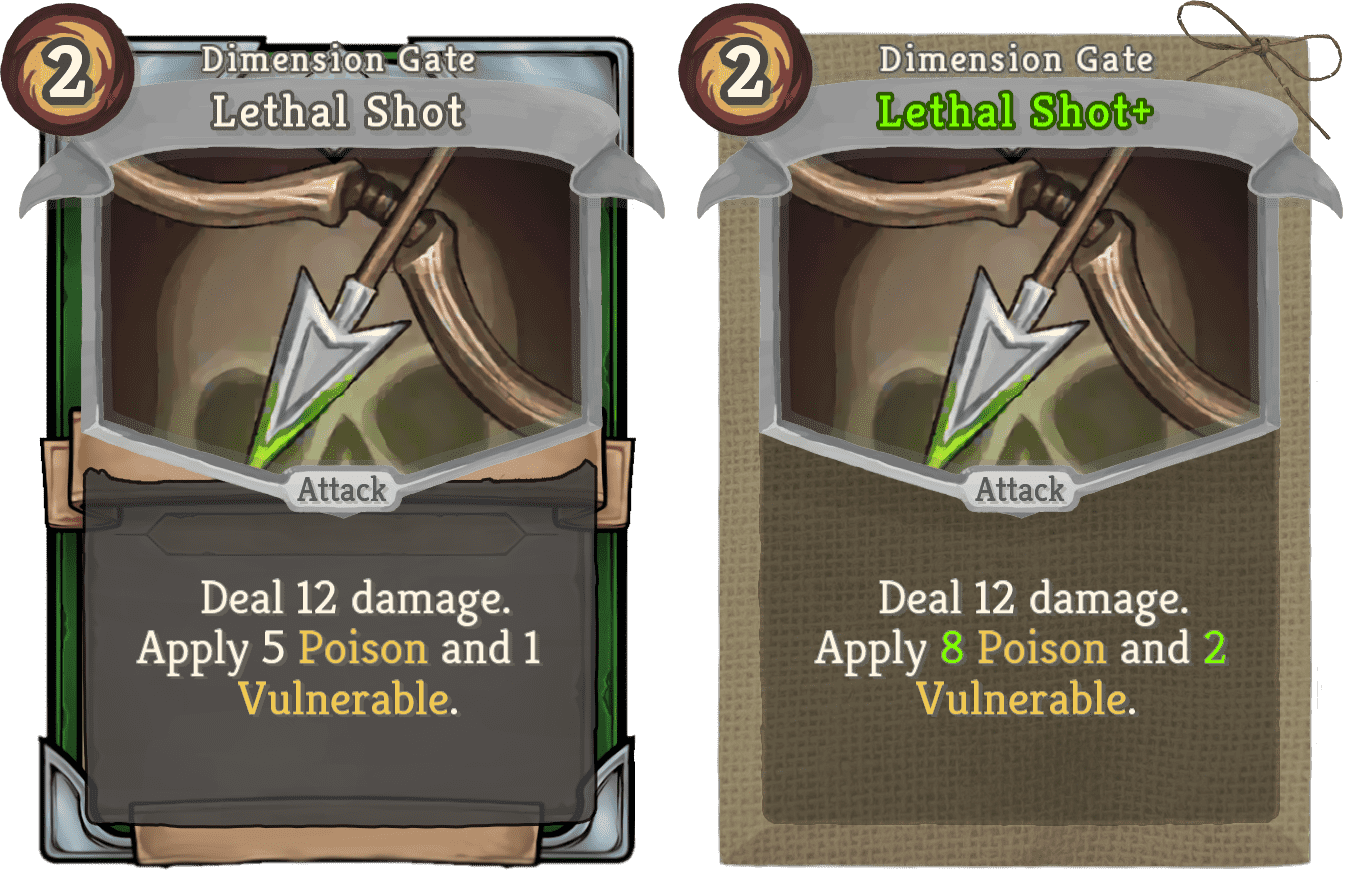 2
Dimension Gate
Lethal Shot
Attack
Deal 12 damage.
Apply 5 Poison and 1
Vulnerable.
2
Dimension Gate
Lethal Shot+
Attack
Deal 12 damage.
Apply 8 Poison and 2
Vulnerable.